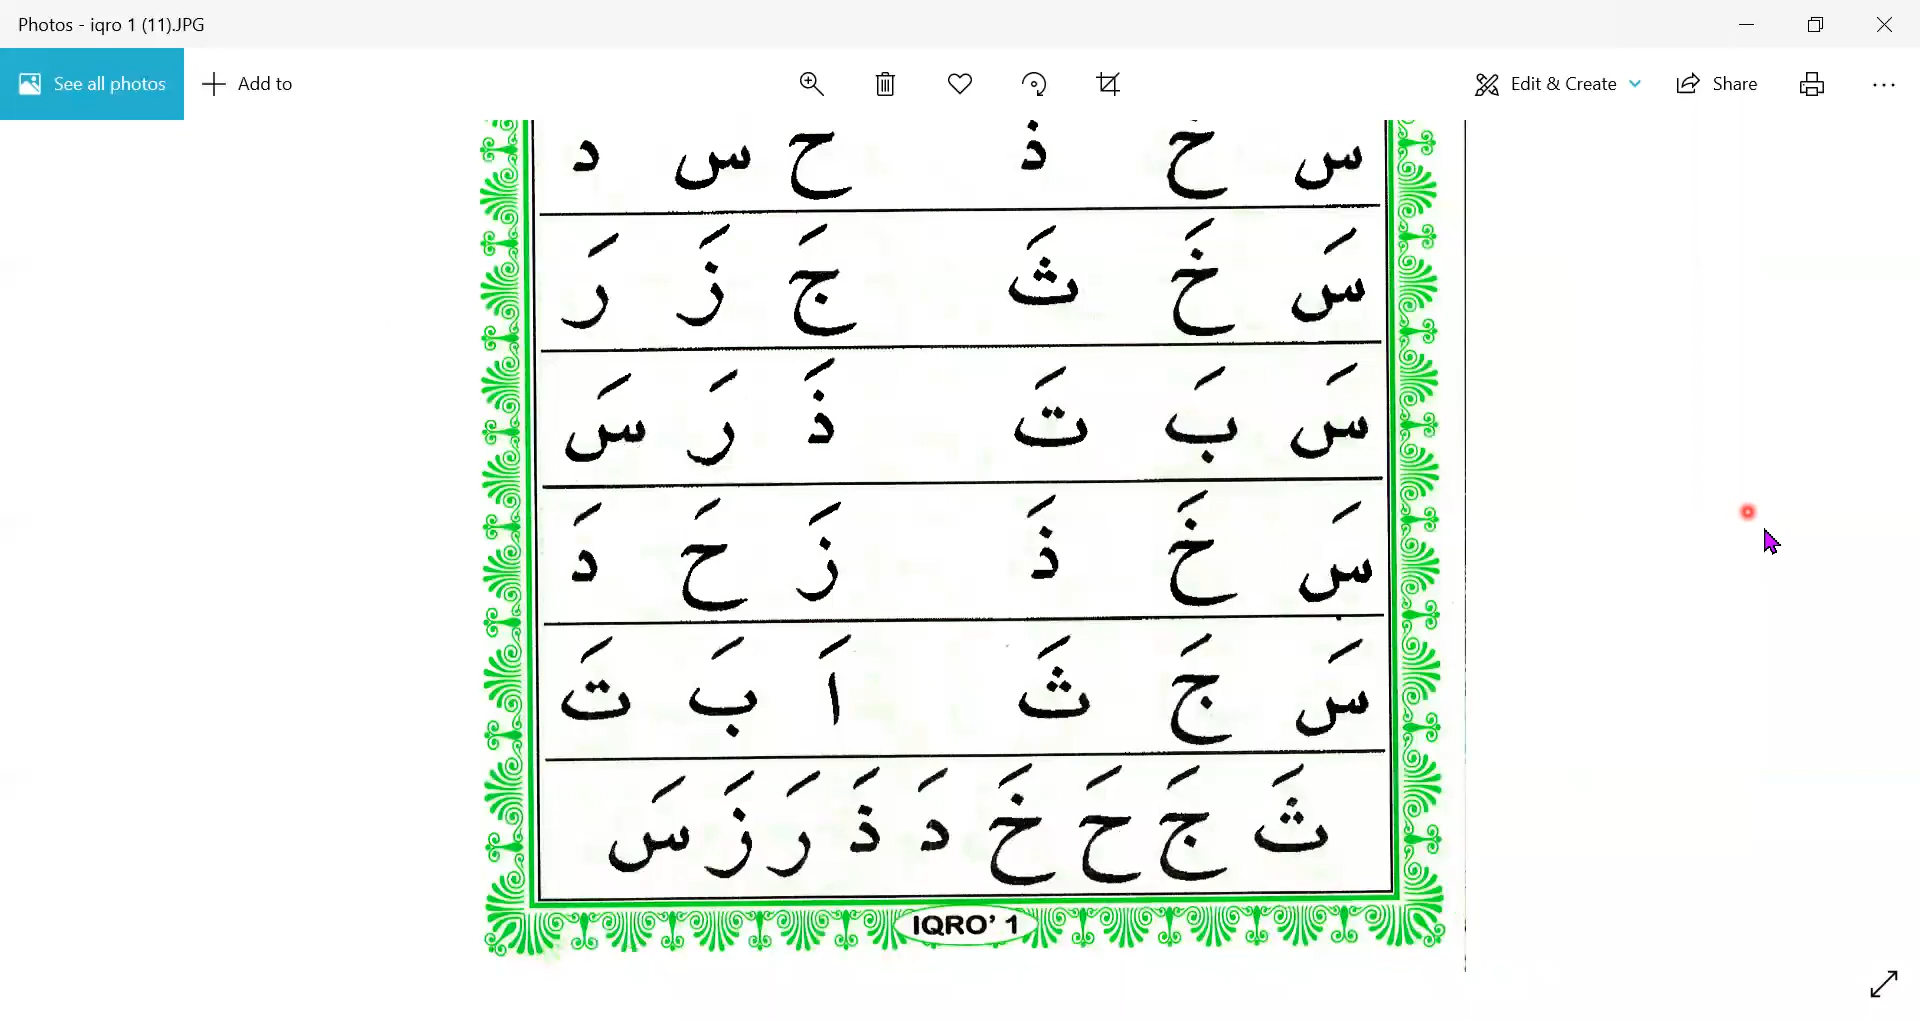 Photos - iqro 1 (11).JPG
See all photos Add to Edit & Create Share
س خ ذ ح س د
سَ خَ ثَ جَ زَ رَ
سَ بَ تَ ذَ رَ سَ
سَ خَ ذَ زَ حَ دَ
سَ جَ ثَ اَ بَ تَ
ثَ جَ حَ خَ دَ ذَ رَ زَ سَ
IQRO’ 1